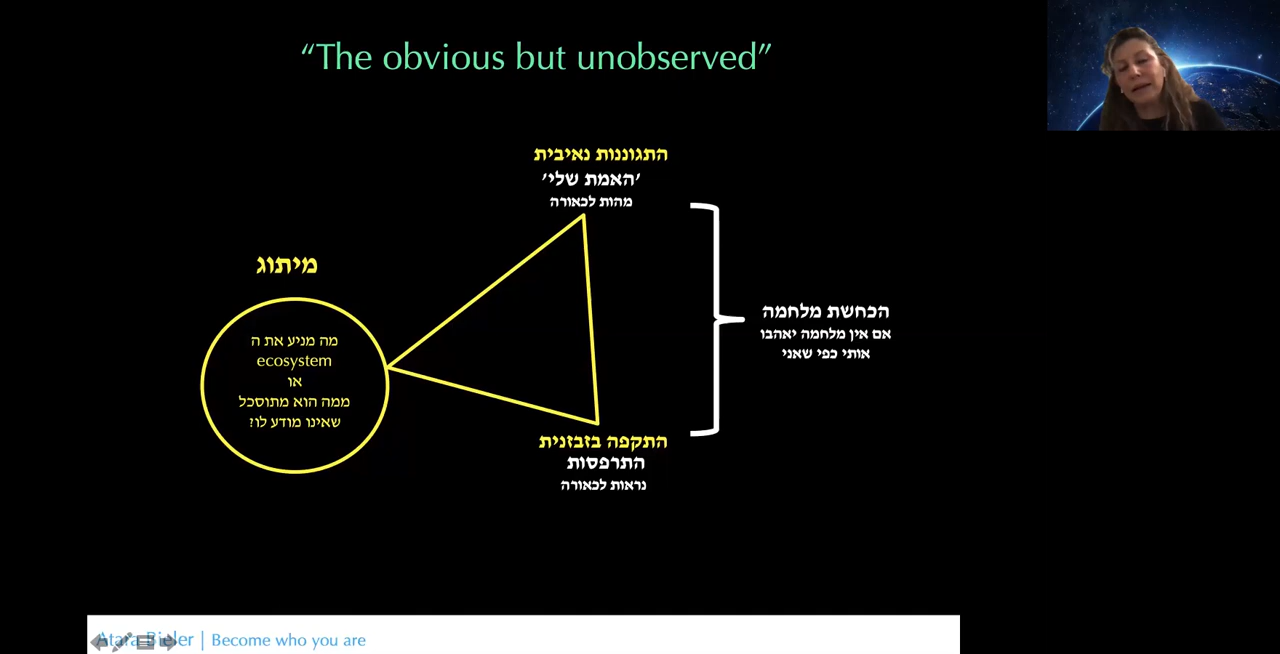 “The obvious but unobserved”
התגוננות נאיבית
'האמת שלי'
מהות לכאורה
מיתוג
מה מניע את ה
ecosystem
או
ממה הוא מתוסכל
שאינו מודע לו?
הכחשת מלחמה
אם אין מלחמה יאהבו
אותי כפי שאני
התקפה בזבזנית
התרפסות
נראות לכאורה
Atara Bieler | Become who you are